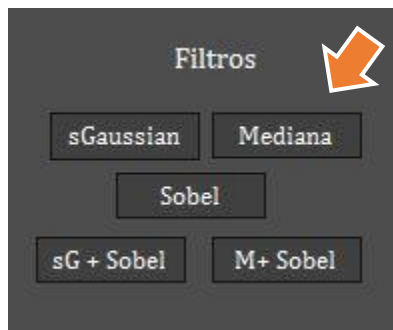 Filtros
sGaussian
Mediana
Sobel
sG + Sobel
M+ Sobel